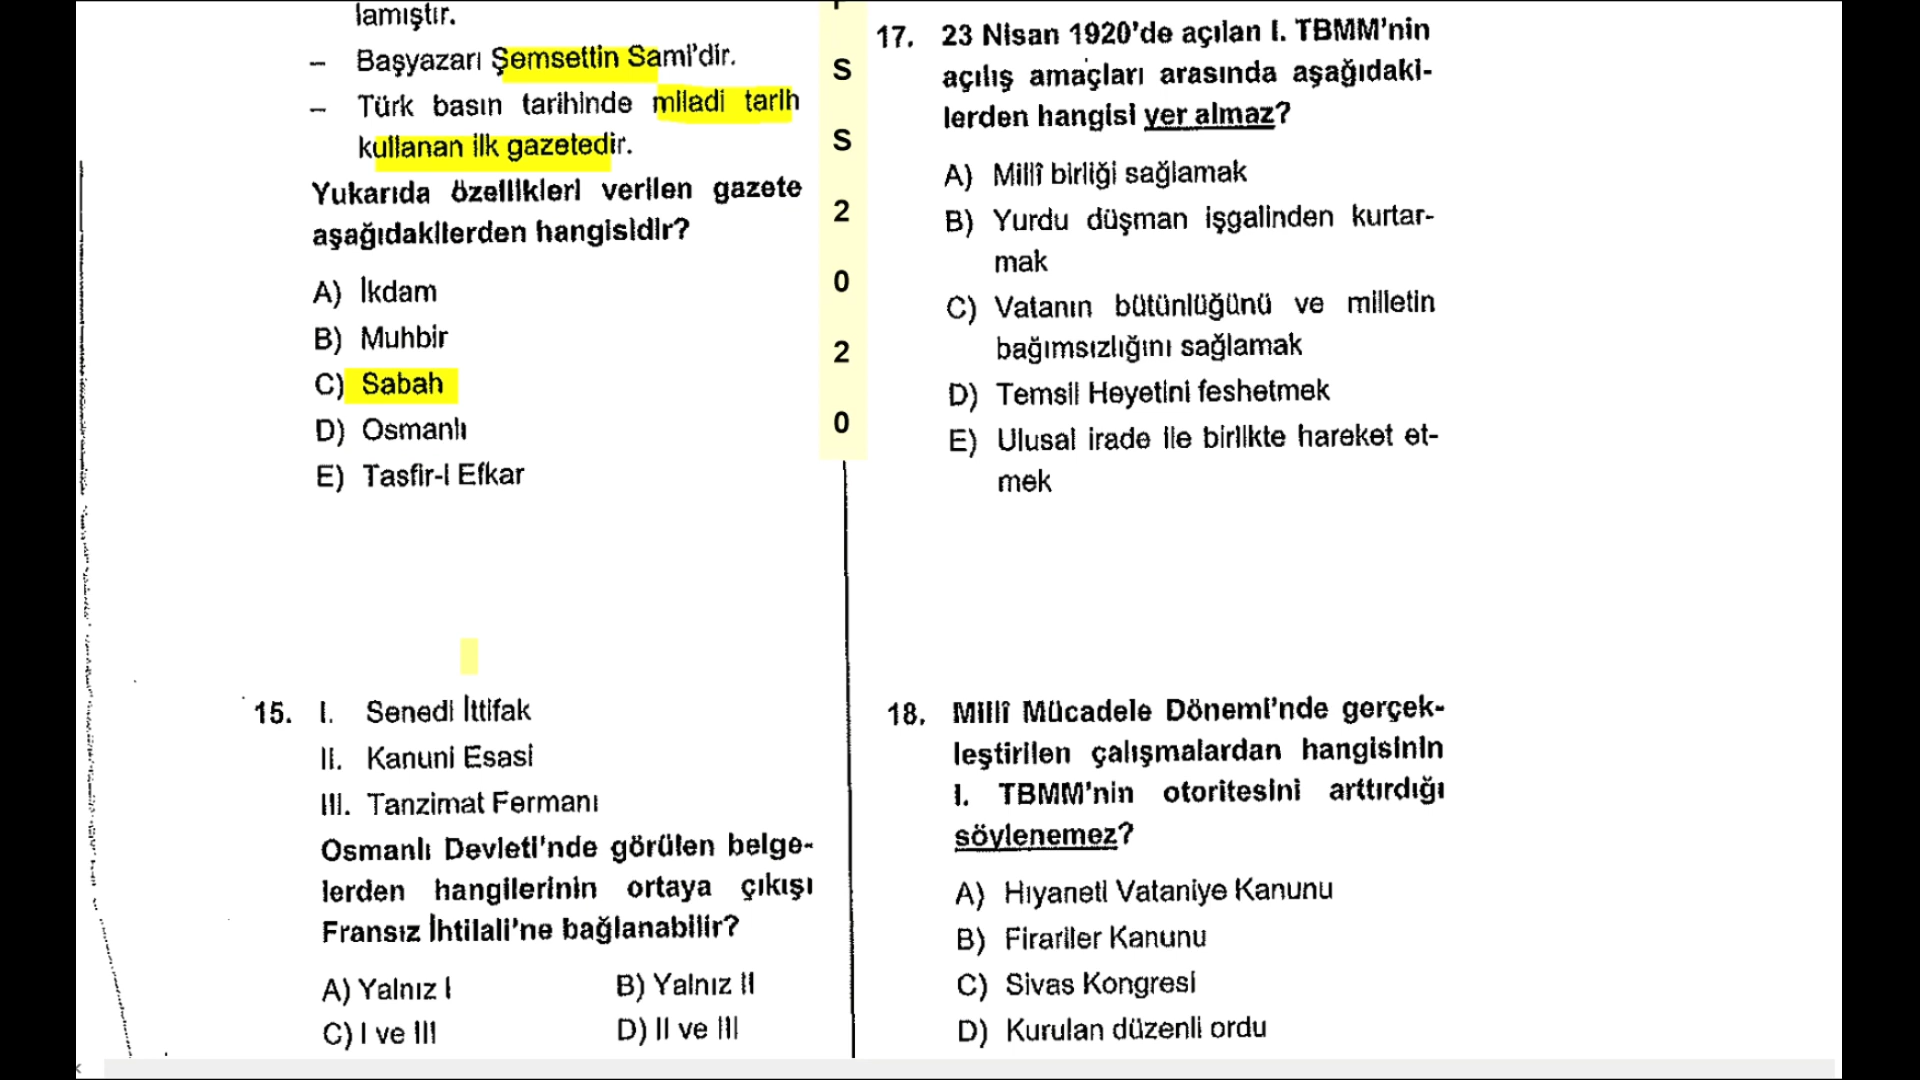 lamıştır.
– Başyazarı Şemsettin Sami'dir.
– Türk basın tarihinde miladi tarih
kullanan ilk gazetedir.
Yukarıda özellikleri verilen gazete
aşağıdakilerden hangisidir?
A) İkdam
B) Muhbir
C) Sabah
D) Osmanlı
E) Tasfir-i Efkar
15. I. Senedi İttifak
II. Kanuni Esasi
III. Tanzimat Fermanı
Osmanlı Devleti'nde görülen belge-
lerden hangilerinin ortaya çıkışı
Fransız İhtilali'ne bağlanabilir?
A) Yalnız I B) Yalnız II
C) I ve III D) II ve III
S
S
2
0
2
0
17. 23 Nisan 1920'de açılan I. TBMM'nin
açılış amaçları arasında aşağıdaki-
lerden hangisi yer almaz?
A) Millî birliği sağlamak
B) Yurdu düşman işgalinden kurtar-
mak
C) Vatanın bütünlüğünü ve milletin
bağımsızlığını sağlamak
D) Temsil Heyetini feshetmek
E) Ulusal irade ile birlikte hareket et-
mek
18. Millî Mücadele Dönemi'nde gerçek-
leştirilen çalışmalardan hangisinin
I. TBMM'nin otoritesini arttırdığı
söylenemez?
A) Hıyaneti Vataniye Kanunu
B) Firariler Kanunu
C) Sivas Kongresi
D) Kurulan düzenli ordu